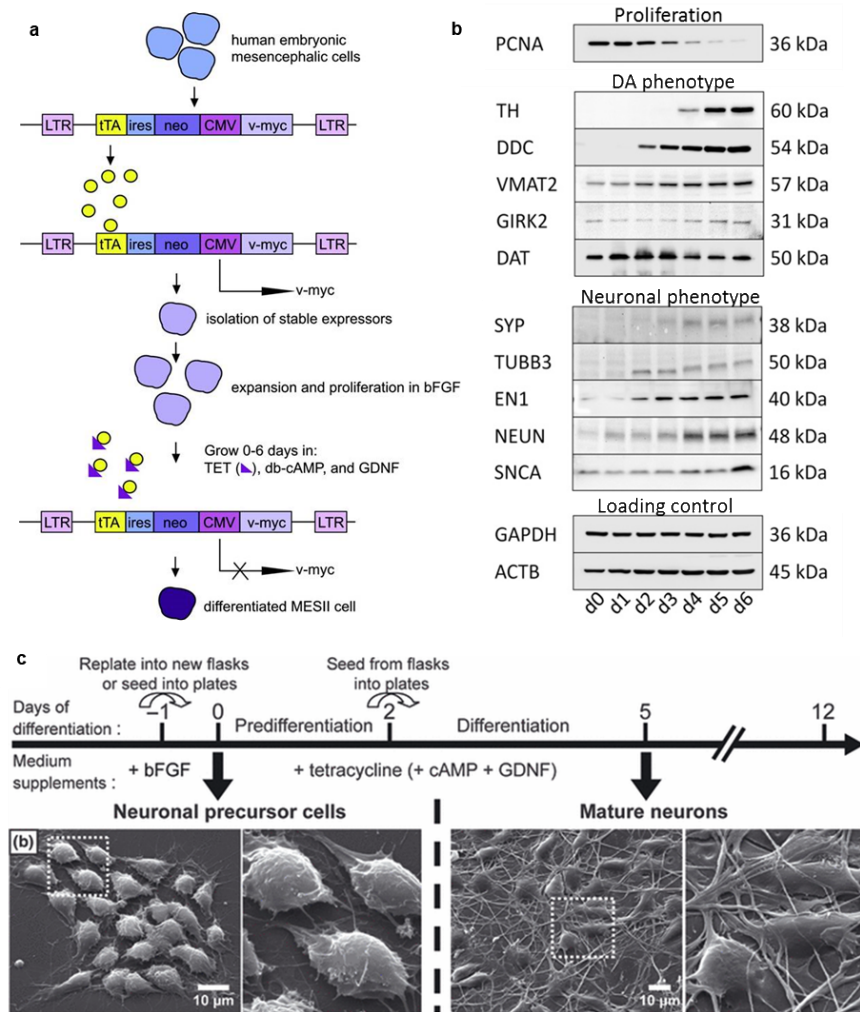 a
human embryonic
mesencephalic cells
LTR tTA ires neo CMV v-myc LTR
LTR tTA ires neo CMV v-myc LTR
v-myc
isolation of stable expressors
expansion and proliferation in bFGF
Grow 0-6 days in:
TET ( ), db-cAMP, and GDNF
LTR tTA ires neo CMV v-myc LTR
v-myc
differentiated MESII cell
b
Proliferation
PCNA 36 kDa
DA phenotype
TH 60 kDa
DDC 54 kDa
VMAT2 57 kDa
GIRK2 31 kDa
DAT 50 kDa
Neuronal phenotype
SYP 38 kDa
TUBB3 50 kDa
EN1 40 kDa
NEUN 48 kDa
SNCA 16 kDa
Loading control
GAPDH 36 kDa
ACTB 45 kDa
d0 d1 d2 d3 d4 d5 d6
c
Replate into new flasks
or seed into plates
Seed from flasks
into plates
Days of
differentiation :
–1 0 Predifferentiation 2 Differentiation 5 12
Medium
supplements :
+ bFGF + tetracycline (+ cAMP + GDNF)
Neuronal precursor cells Mature neurons
(b)
10 µm 10 µm